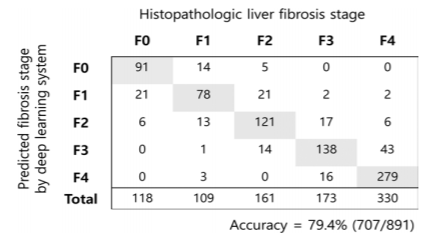 Histopathologic liver fibrosis stage
Predicted fibrosis stage
by deep learning system
F0 F1 F2 F3 F4
F0 91 14 5 0 0
F1 21 78 21 2 2
F2 6 13 121 17 6
F3 0 1 14 138 43
F4 0 3 0 16 279
Total 118 109 161 173 330
Accuracy = 79.4% (707/891)